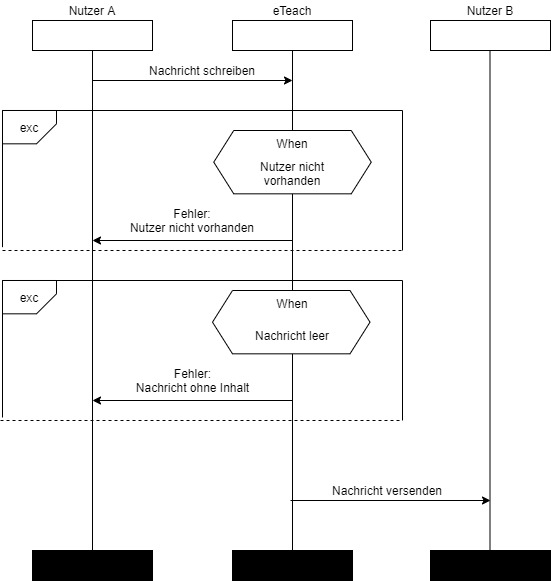 Nutzer A
eTeach
Nutzer B
Nachricht schreiben
exc
When
Nutzer nicht
vorhanden
Fehler:
Nutzer nicht vorhanden
exc
When
Nachricht leer
Fehler:
Nachricht ohne Inhalt
Nachricht versenden